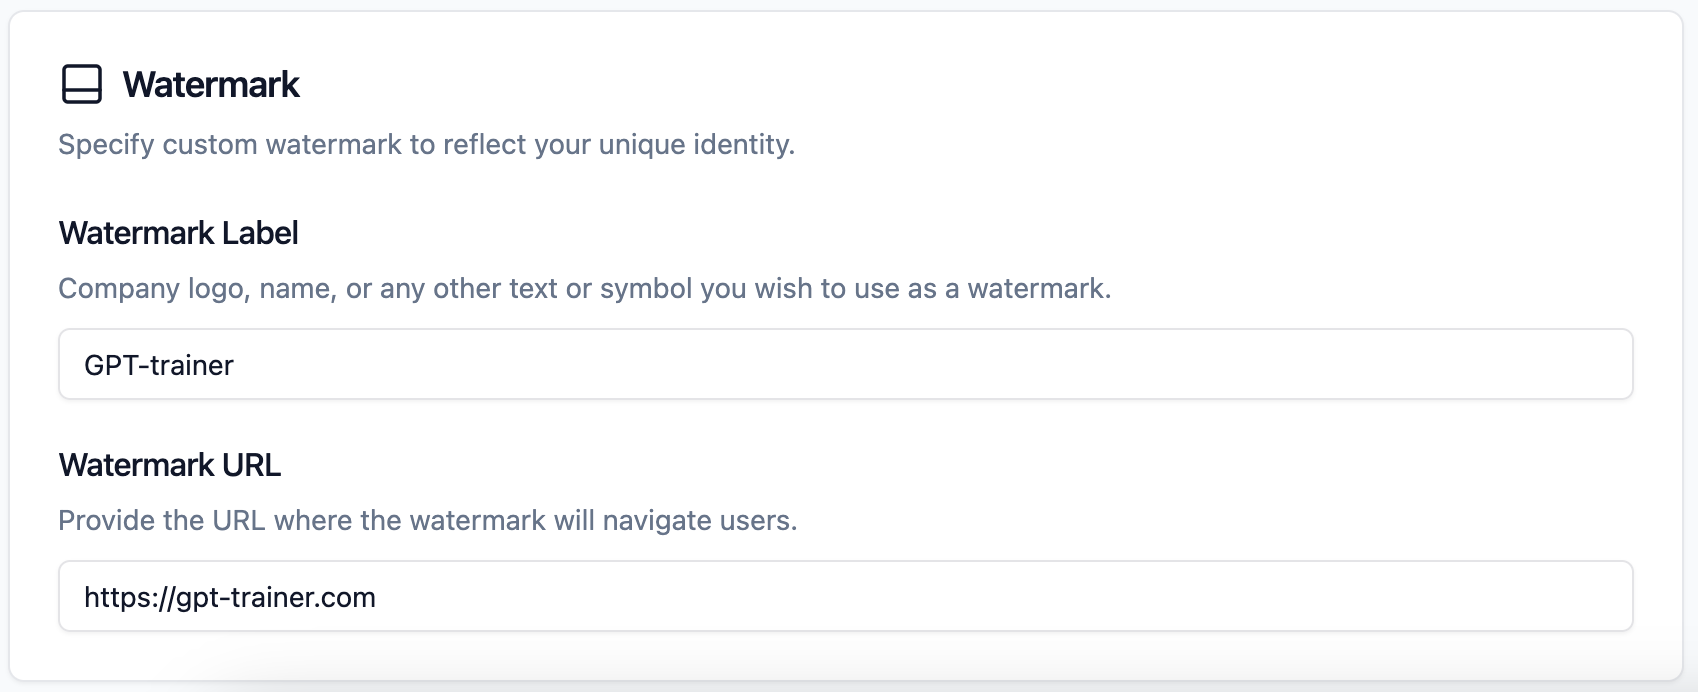 Watermark
Specify custom watermark to reflect your unique identity.
Watermark Label
Company logo, name, or any other text or symbol you wish to use as a watermark.
GPT-trainer
Watermark URL
Provide the URL where the watermark will navigate users.
https://gpt-trainer.com